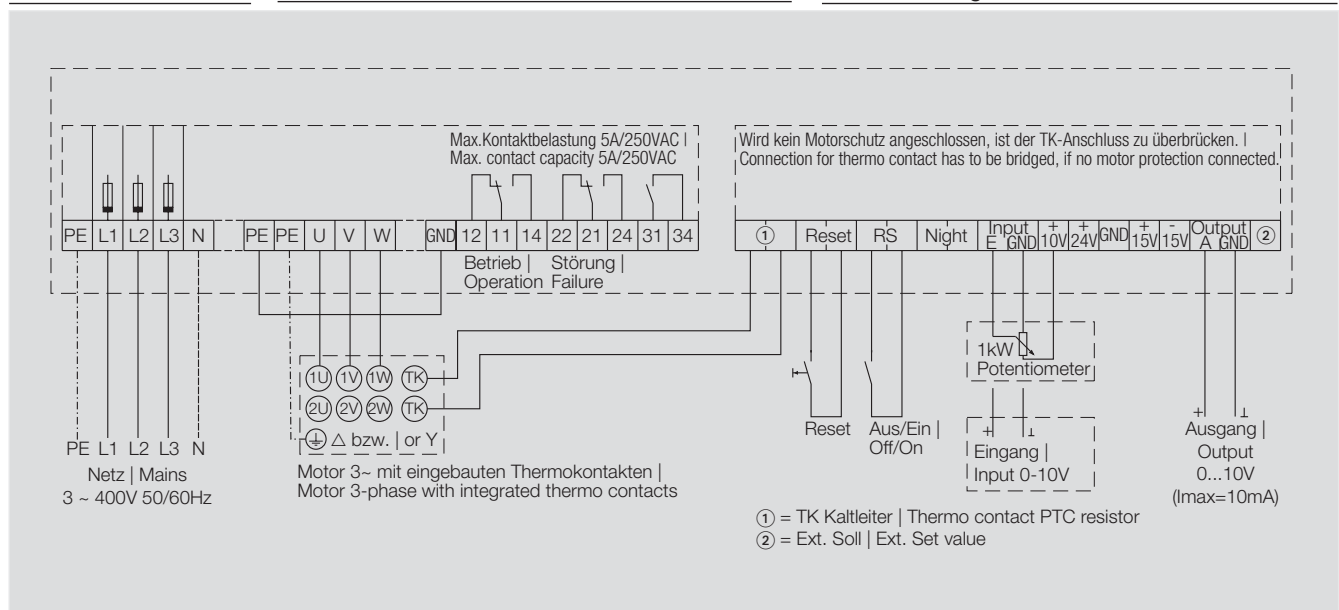 Max.Kontaktbelastung 5A/250VAC |
Max. contact capacity 5A/250VAC
Wird kein Motorschutz angeschlossen, ist der TK-Anschluss zu überbrücken. |
Connection for thermo contact has to be bridged, if no motor protection connected.
PE L1 L2 L3 N PE PE U V W GND 12 11 14 22 21 24 31 34
① Reset RS Night Input E GND + 10V + 24V GND + 15V - 15V Output A GND ②
Betrieb | Störung |
Operation Failure
1U 1V 1W TK
2U 2V 2W TK
△ bzw. | or Y
Motor 3~ mit eingebauten Thermokontakten |
Motor 3-phase with integrated thermo contacts
PE L1 L2 L3 N
Netz | Mains
3 ~ 400V 50/60Hz
Reset
Aus/Ein |
Off/On
1kW
Potentiometer
+ ⊥
Eingang |
Input 0-10V
+ ⊥
Ausgang |
Output
0...10V
(Imax=10mA)
① = TK Kaltleiter | Thermo contact PTC resistor
② = Ext. Soll | Ext. Set value